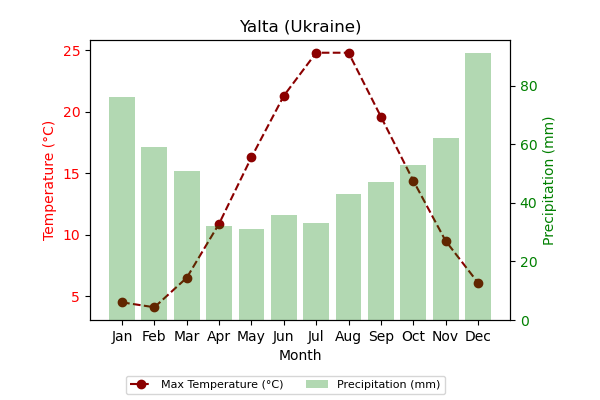 Yalta (Ukraine)
25
20
15
10
5
Temperature (°C)
80
60
40
20
0
Precipitation (mm)
Jan Feb Mar Apr May Jun Jul Aug Sep Oct Nov Dec
Month
Max Temperature (°C) Precipitation (mm)